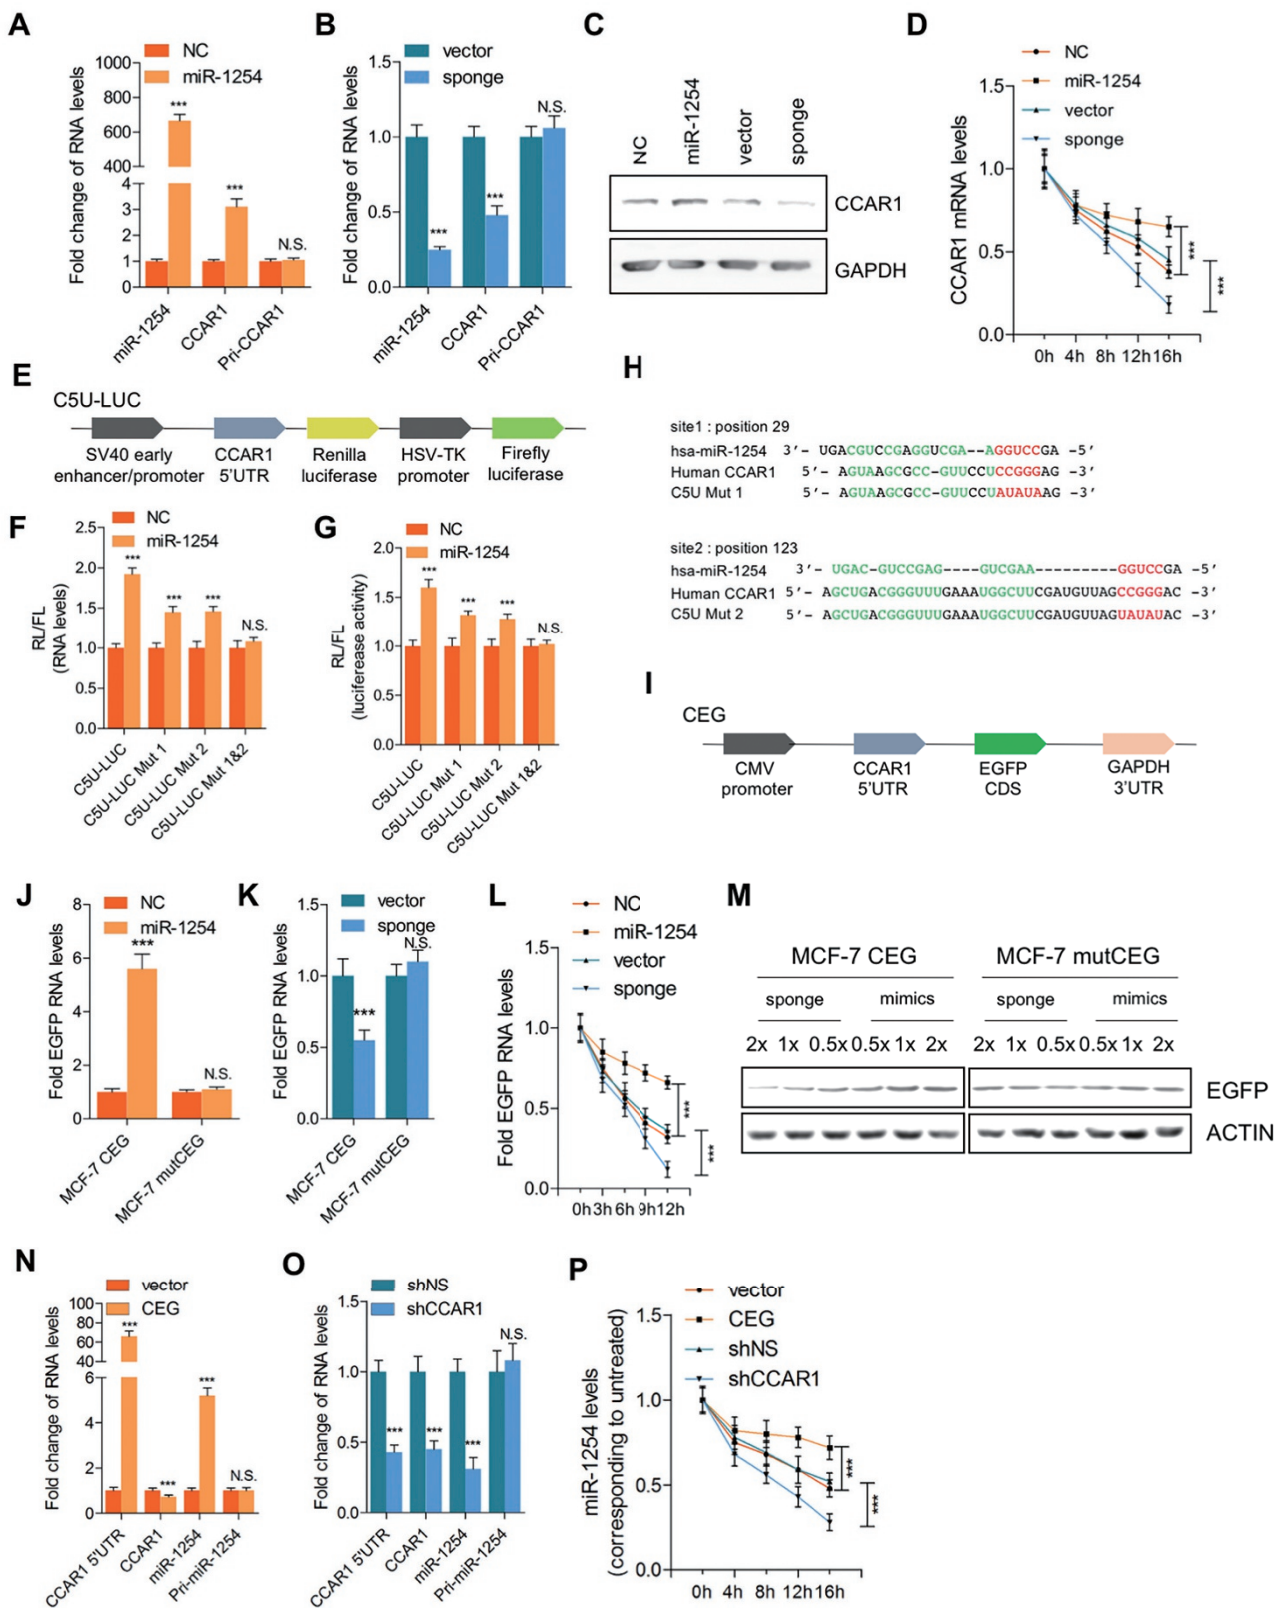 A
Fold change of RNA levels
NC
miR-1254
1000
800
600
400
4
3
2
1
0
***
***
N.S.
miR-1254
CCAR1
Pri-CCAR1
B
Fold change of RNA levels
vector
sponge
1.5
1.0
0.5
0.0
***
***
N.S.
miR-1254
CCAR1
Pri-CCAR1
C
NC
miR-1254
vector
sponge
CCAR1
GAPDH
D
NC
miR-1254
vector
sponge
CCAR1 mRNA levels
1.5
1.0
0.5
0.0
***
***
0h 4h 8h 12h 16h
E
C5U-LUC
SV40 early
enhancer/promoter
CCAR1
5'UTR
Renilla
luciferase
HSV-TK
promoter
Firefly
luciferase
F
NC
miR-1254
RL/FL
(RNA levels)
2.5
2.0
1.5
1.0
0.5
0.0
***
***
***
N.S.
C5U-LUC
C5U-LUC Mut 1
C5U-LUC Mut 2
C5U-LUC Mut 1&2
G
NC
miR-1254
RL/FL
(luciferease activity)
2.0
1.5
1.0
0.5
0.0
***
***
***
N.S.
C5U-LUC
C5U-LUC Mut 1
C5U-LUC Mut 2
C5U-LUC Mut 1&2
H
site1 : position 29
hsa-miR-1254 3'- UGACGUCCGAGGUCGA--AGGUCCGA -5'
Human CCAR1 5'- AGUAAGCGCC-GUUCCUCCGGGAG -3'
C5U Mut 1 5'- AGUAAGCGCC-GUUCCUAUAUAAG -3'
site2 : position 123
hsa-miR-1254 3'- UGAC-GUCCGAG----GUCGAA----------GGUCCGA -5'
Human CCAR1 5'- AGCUGACGGGUUUGAAAUGGCUUCGAUGUUAGCCGGGAC -3'
C5U Mut 2 5'- AGCUGACGGGUUUGAAAUGGCUUCGAUGUUAGUAUAUAC -3'
I
CEG
CMV
promoter
CCAR1
5'UTR
EGFP
CDS
GAPDH
3'UTR
J
NC
miR-1254
Fold EGFP RNA levels
8
6
4
2
0
***
N.S.
MCF-7 CEG
MCF-7 mutCEG
K
vector
sponge
Fold EGFP RNA levels
1.5
1.0
0.5
0.0
***
N.S.
MCF-7 CEG
MCF-7 mutCEG
L
NC
miR-1254
vector
sponge
Fold EGFP RNA levels
1.5
1.0
0.5
0.0
***
***
0h 3h 6h 9h 12h
M
MCF-7 CEG MCF-7 mutCEG
sponge mimics sponge mimics
2x 1x 0.5x 0.5x 1x 2x 2x 1x 0.5x 0.5x 1x 2x
EGFP
ACTIN
N
vector
CEG
Fold change of RNA levels
100
80
60
40
6
4
2
0
***
***
***
N.S.
CCAR1 5'UTR
CCAR1
miR-1254
Pri-miR-1254
O
shNS
shCCAR1
Fold change of RNA levels
1.5
1.0
0.5
0.0
***
***
***
N.S.
CCAR1 5'UTR
CCAR1
miR-1254
Pri-miR-1254
P
vector
CEG
shNS
shCCAR1
miR-1254 levels
(corresponding to untreated)
1.5
1.0
0.5
0.0
***
***
0h 4h 8h 12h 16h